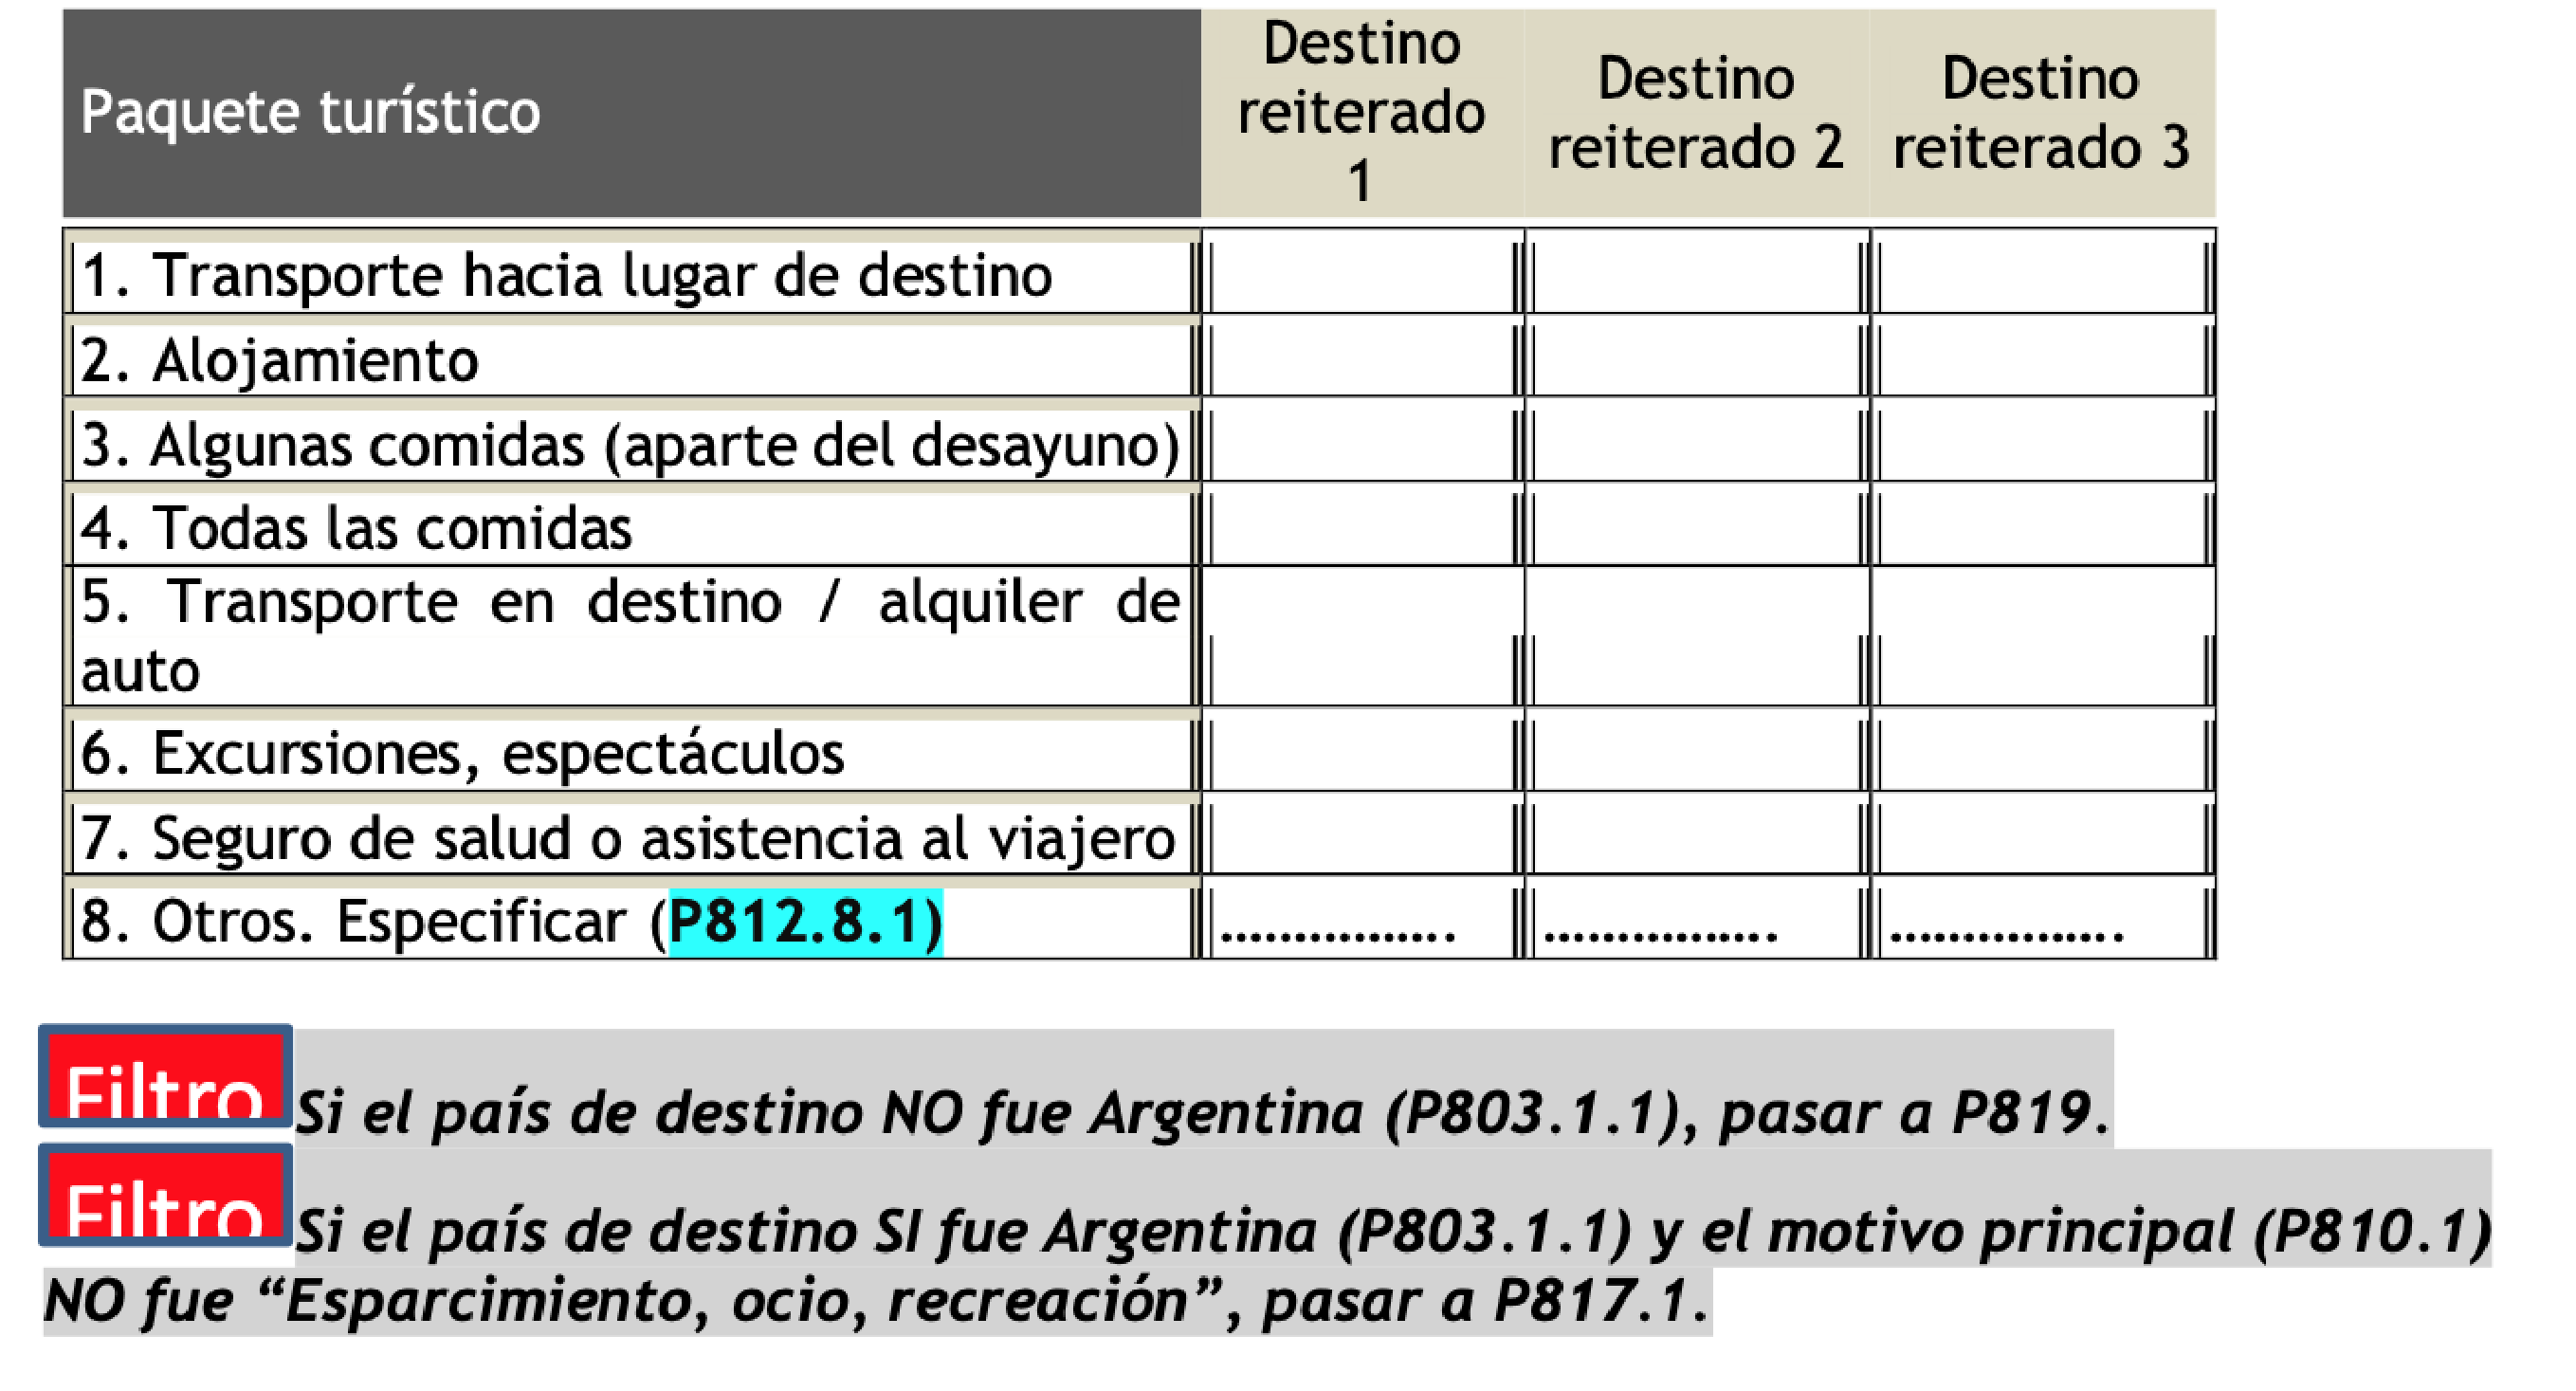 Paquete turístico
Destino
reiterado
1
Destino
reiterado 2
Destino
reiterado 3
1. Transporte hacia lugar de destino
2. Alojamiento
3. Algunas comidas (aparte del desayuno)
4. Todas las comidas
5. Transporte en destino / alquiler de
auto
6. Excursiones, espectáculos
7. Seguro de salud o asistencia al viajero
8. Otros. Especificar (P812.8.1) ................ ................ ................
Filtro Si el país de destino NO fue Argentina (P803.1.1), pasar a P819.
Filtro Si el país de destino SI fue Argentina (P803.1.1) y el motivo principal (P810.1)
NO fue “Esparcimiento, ocio, recreación”, pasar a P817.1.